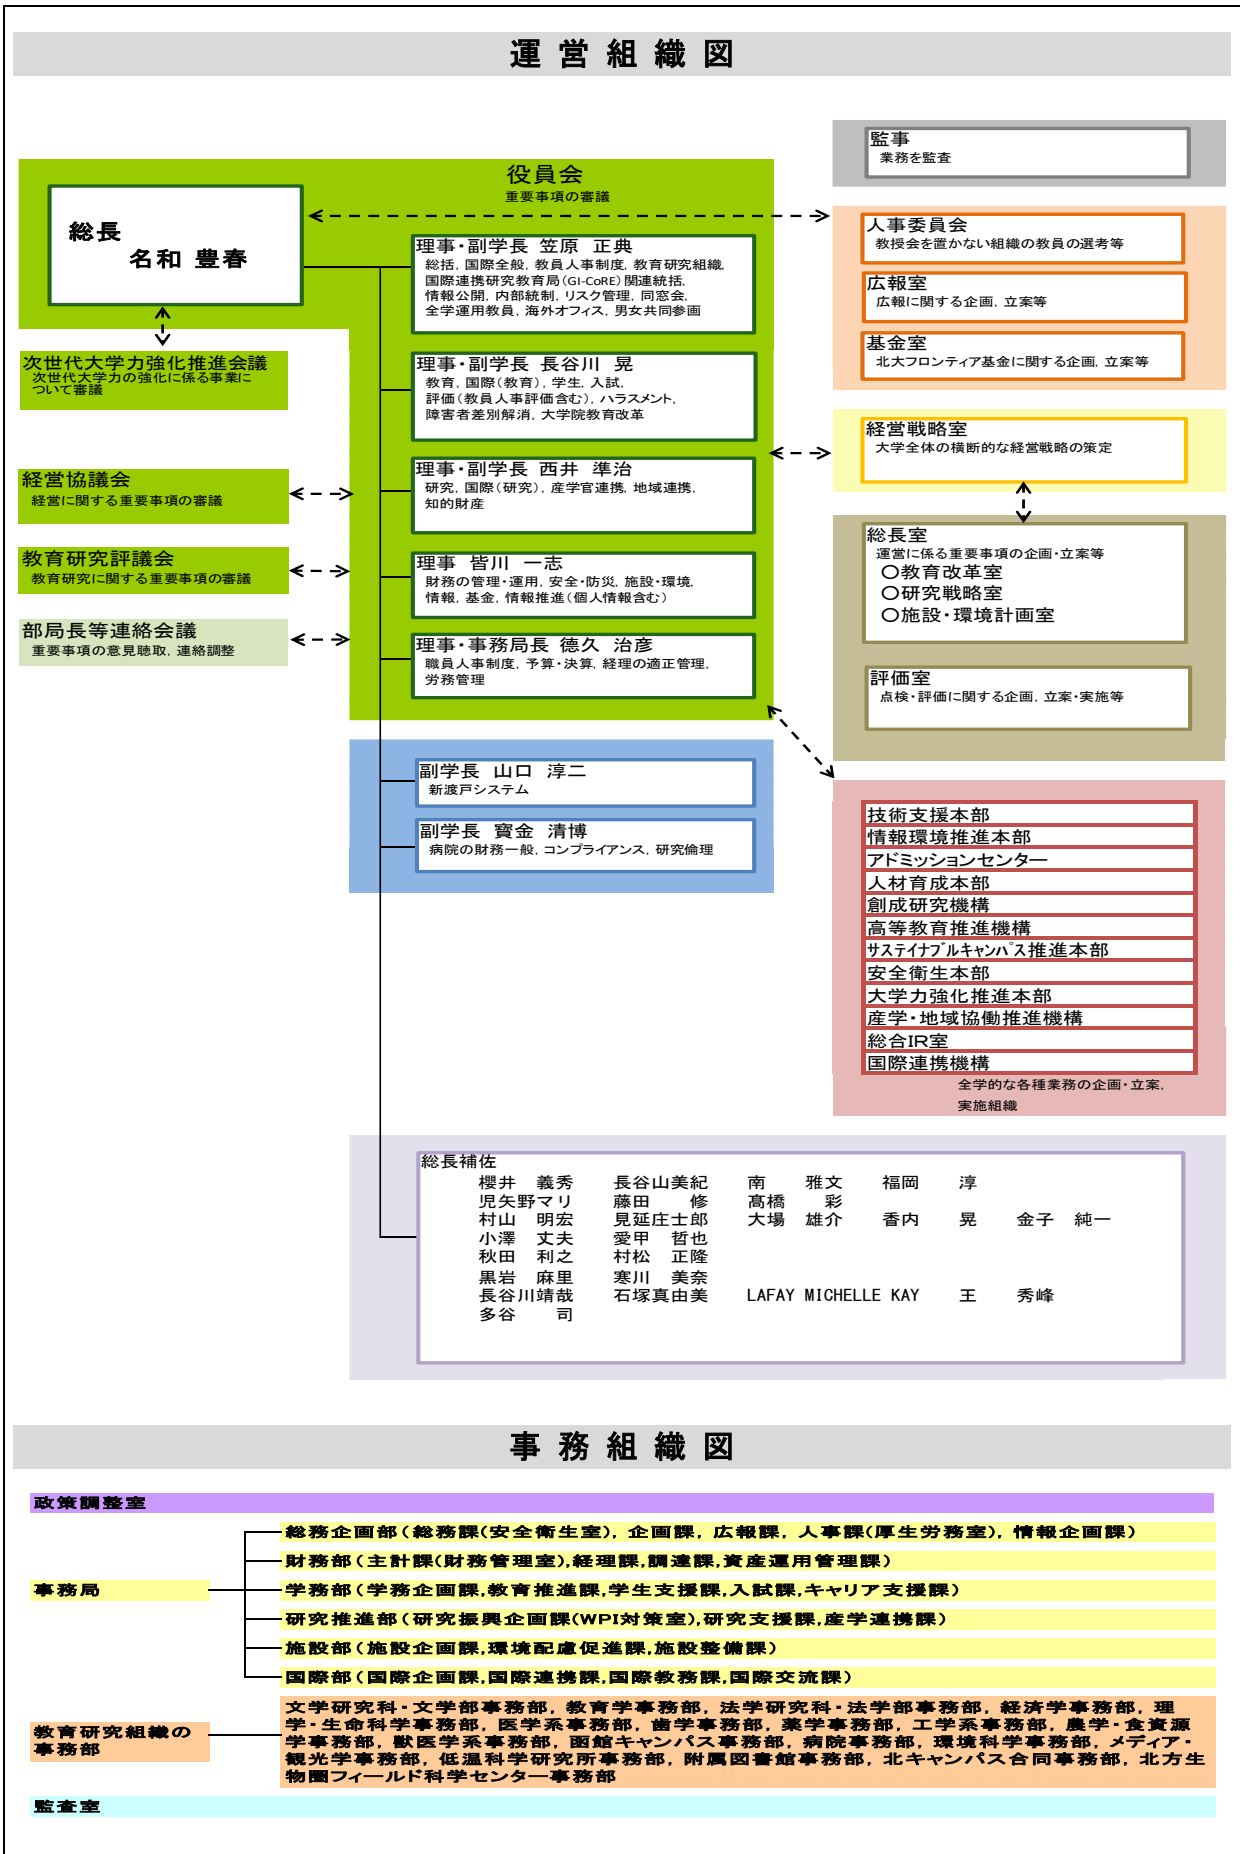 運営組織図
監事
業務を監査
役員会
重要事項の審議
総長
名和 豊春
人事委員会
教授会を置かない組織の教員の選考等
広報室
広報に関する企画, 立案等
基金室
北大フロンティア基金に関する企画, 立案等
理事・副学長 笠原 正典
総括, 国際全般, 教員人事制度, 教育研究組織,
国際連携研究教育局(GI-CoRE)関連統括,
情報公開, 内部統制, リスク管理, 同窓会,
全学運用教員, 海外オフィス, 男女共同参画
次世代大学力強化推進会議
次世代大学力の強化に係る事業に
ついて審議
理事・副学長 長谷川 晃
教育, 国際(教育), 学生, 入試,
評価(教員人事評価含む), ハラスメント,
障害者差別解消, 大学院教育改革
経営戦略室
大学全体の横断的な経営戦略の策定
経営協議会
経営に関する重要事項の審議
理事・副学長 西井 準治
研究, 国際(研究), 産学官連携, 地域連携,
知的財産
総長室
運営に係る重要事項の企画・立案等
〇教育改革室
〇研究戦略室
〇施設・環境計画室
教育研究評議会
教育研究に関する重要事項の審議
理事 皆川 一志
財務の管理・運用, 安全・防災, 施設・環境,
情報, 基金, 情報推進(個人情報含む)
部局長等連絡会議
重要事項の意見聴取, 連絡調整
理事・事務局長 徳久 治彦
職員人事制度, 予算・決算, 経理の適正管理,
労務管理
評価室
点検・評価に関する企画, 立案・実施等
副学長 山口 淳二
新渡戸システム
副学長 寳金 清博
病院の財務一般, コンプライアンス, 研究倫理
技術支援本部
情報環境推進本部
アドミッションセンター
人材育成本部
創成研究機構
高等教育推進機構
サステイナブルキャンパス推進本部
安全衛生本部
大学力強化推進本部
産学・地域協働推進機構
総合IR室
国際連携機構
全学的な各種業務の企画・立案,
実施組織
総長補佐
櫻井 義秀 長谷山美紀 南 雅文 福岡 淳
児矢野マリ 藤田 修 髙橋 彩
村山 明宏 見延庄士郎 大場 雄介 香内 晃 金子 純一
小澤 丈夫 愛甲 哲也
秋田 利之 村松 正隆
黒岩 麻里 寒川 美奈
長谷川靖哉 石塚真由美 LAFAY MICHELLE KAY 王 秀峰
多谷 司
事務組織図
政策調整室
総務企画部(総務課(安全衛生室), 企画課, 広報課, 人事課(厚生労務室), 情報企画課)
財務部(主計課(財務管理室),経理課,調達課,資産運用管理課)
事務局
学務部(学務企画課,教育推進課,学生支援課,入試課,キャリア支援課)
研究推進部(研究振興企画課(WPI対策室),研究支援課,産学連携課)
施設部(施設企画課,環境配慮促進課,施設整備課)
国際部(国際企画課,国際連携課,国際教務課,国際交流課)
教育研究組織の
事務部
文学研究科・文学部事務部, 教育学事務部, 法学研究科・法学部事務部, 経済学事務部, 理
学・生命科学事務部, 医学系事務部, 歯学事務部, 薬学事務部, 工学系事務部, 農学・食資源
学事務部, 獣医学系事務部, 函館キャンパス事務部, 病院事務部, 環境科学事務部, メディア・
観光学事務部, 低温科学研究所事務部, 附属図書館事務部, 北キャンパス合同事務部, 北方生
物圏フィールド科学センター事務部
監査室